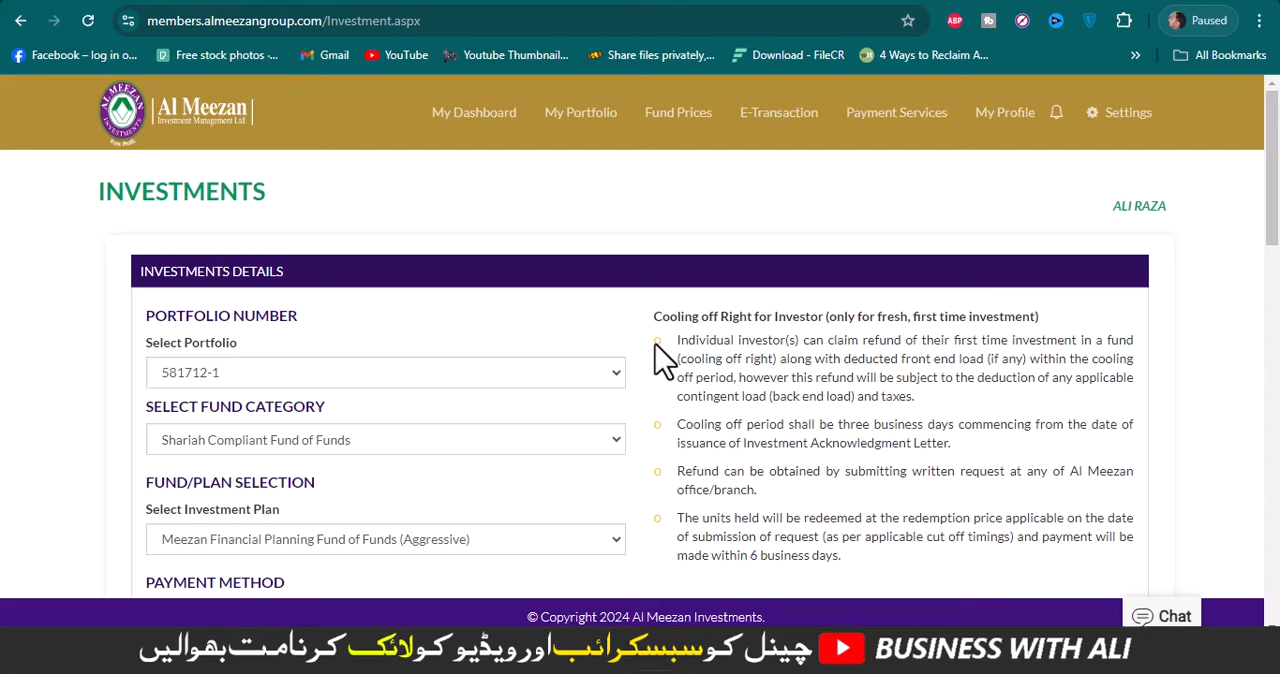 members.almeezangroup.com/Investment.aspx
ABP
Paused
Facebook – log in o...
Free stock photos -...
Gmail
YouTube
Youtube Thumbnail...
Share files privately,...
Download - FileCR
4 Ways to Reclaim A...
»
All Bookmarks
AL MEEZAN INVESTMENTS
Al Meezan
Investment Management Ltd.
My Dashboard
My Portfolio
Fund Prices
E-Transaction
Payment Services
My Profile
Settings
INVESTMENTS
ALI RAZA
INVESTMENTS DETAILS
PORTFOLIO NUMBER
Select Portfolio
581712-1
SELECT FUND CATEGORY
Shariah Compliant Fund of Funds
FUND/PLAN SELECTION
Select Investment Plan
Meezan Financial Planning Fund of Funds (Aggressive)
PAYMENT METHOD
Cooling off Right for Investor (only for fresh, first time investment)
o Individual investor(s) can claim refund of their first time investment in a fund
(cooling off right) along with deducted front end load (if any) within the cooling
off period, however this refund will be subject to the deduction of any applicable
contingent load (back end load) and taxes.
o Cooling off period shall be three business days commencing from the date of
issuance of Investment Acknowledgment Letter.
o Refund can be obtained by submitting written request at any of Al Meezan
office/branch.
o The units held will be redeemed at the redemption price applicable on the date
of submission of request (as per applicable cut off timings) and payment will be
made within 6 business days.
© Copyright 2024 Al Meezan Investments.
Chat
چینل کو سبسکرائب اور ویڈیو کو لائک کرنا مت بھولیں
BUSINESS WITH ALI